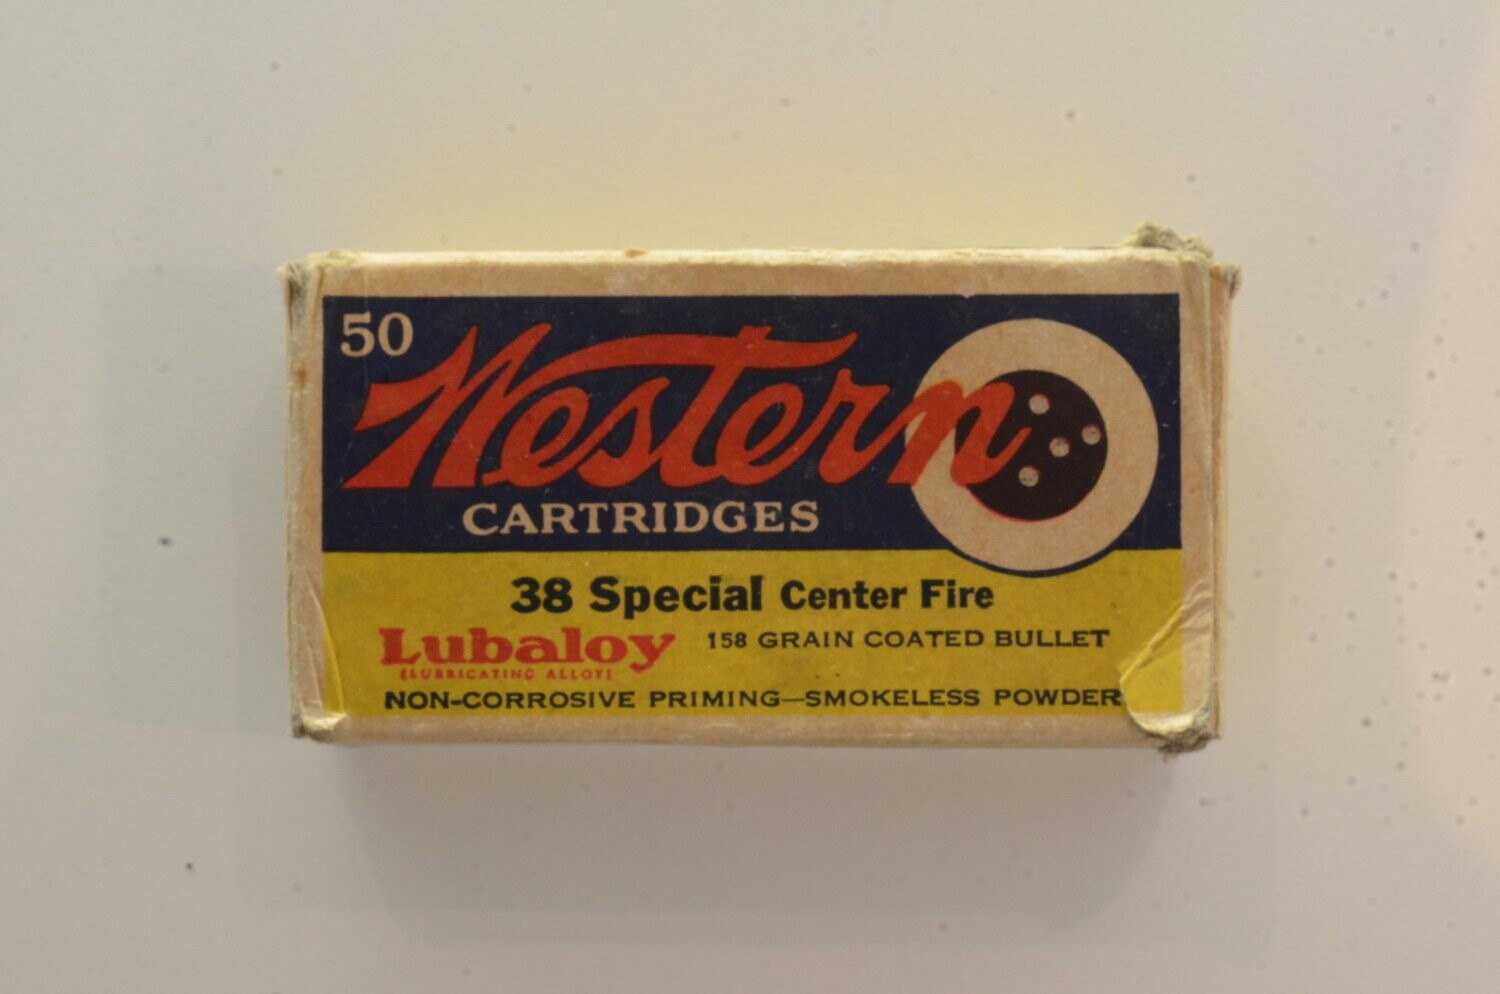 50
Western
CARTRIDGES
38 Special Center Fire
Lubaloy 158 GRAIN COATED BULLET
(LUBRICATING ALLOY)
NON-CORROSIVE PRIMING—SMOKELESS POWDER